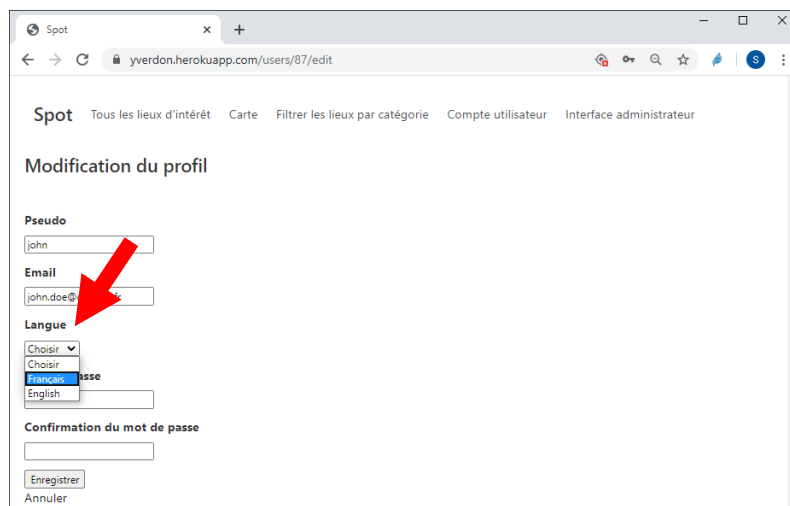 Spot
yverdon.herokuapp.com/users/87/edit
S
Spot Tous les lieux d'intérêt Carte Filtrer les lieux par catégorie Compte utilisateur Interface administrateur
Modification du profil
Pseudo
john
Email
john.doe@
Langue
Choisir
Choisir
Français
English
Confirmation du mot de passe
Enregistrer
Annuler